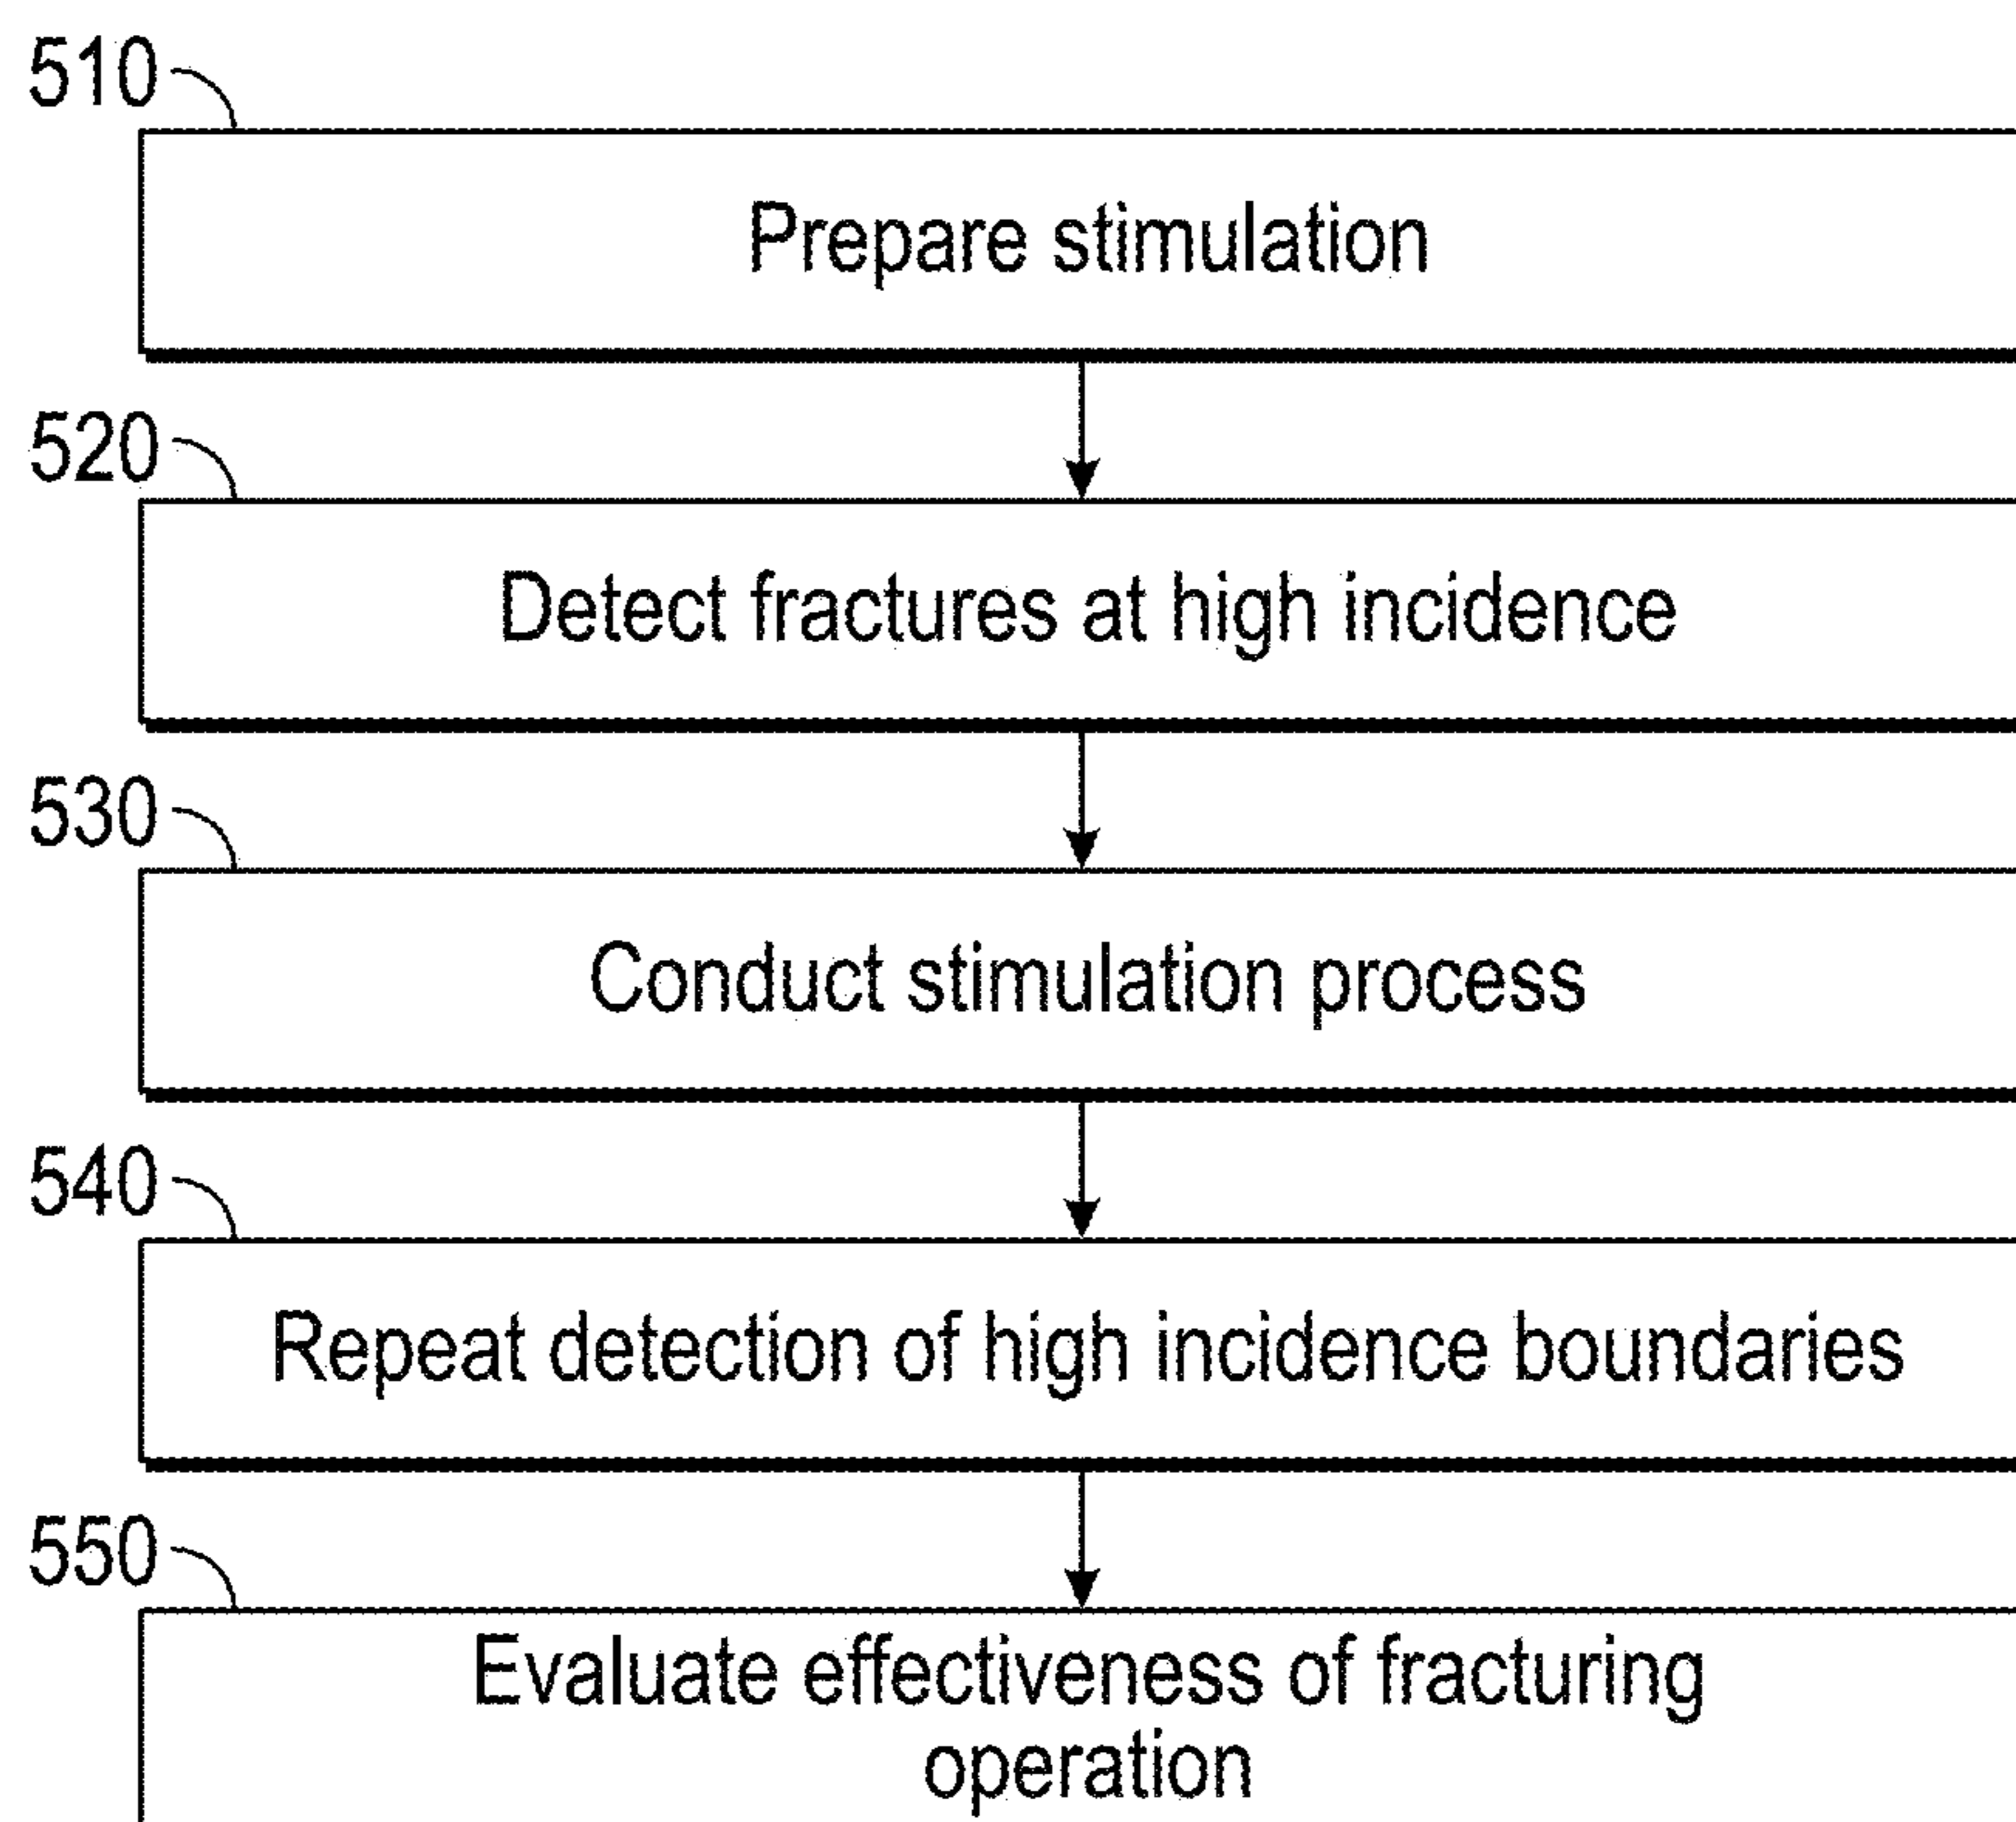 510
Prepare stimulation
520
Detect fractures at high incidence
530
Conduct stimulation process
540
Repeat detection of high incidence boundaries
550
Evaluate effectiveness of fracturing
operation